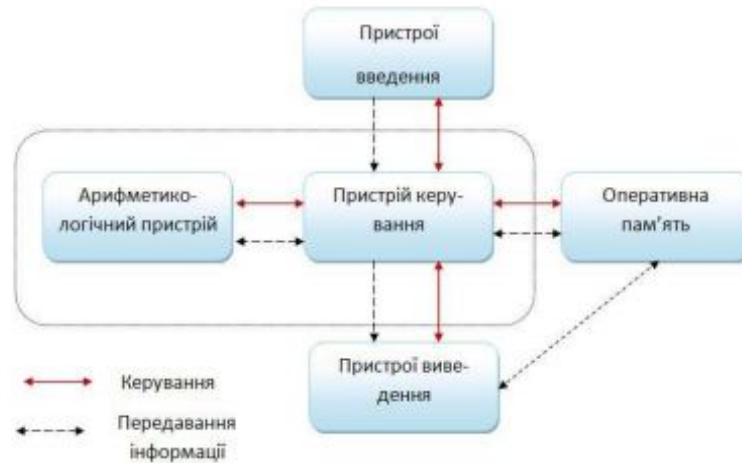 Пристрої
введення
Арифметико-
логічний пристрій
Пристрій керу-
вання
Оперативна
пам'ять
Пристрої виве-
дення
Керування
Передавання
інформації